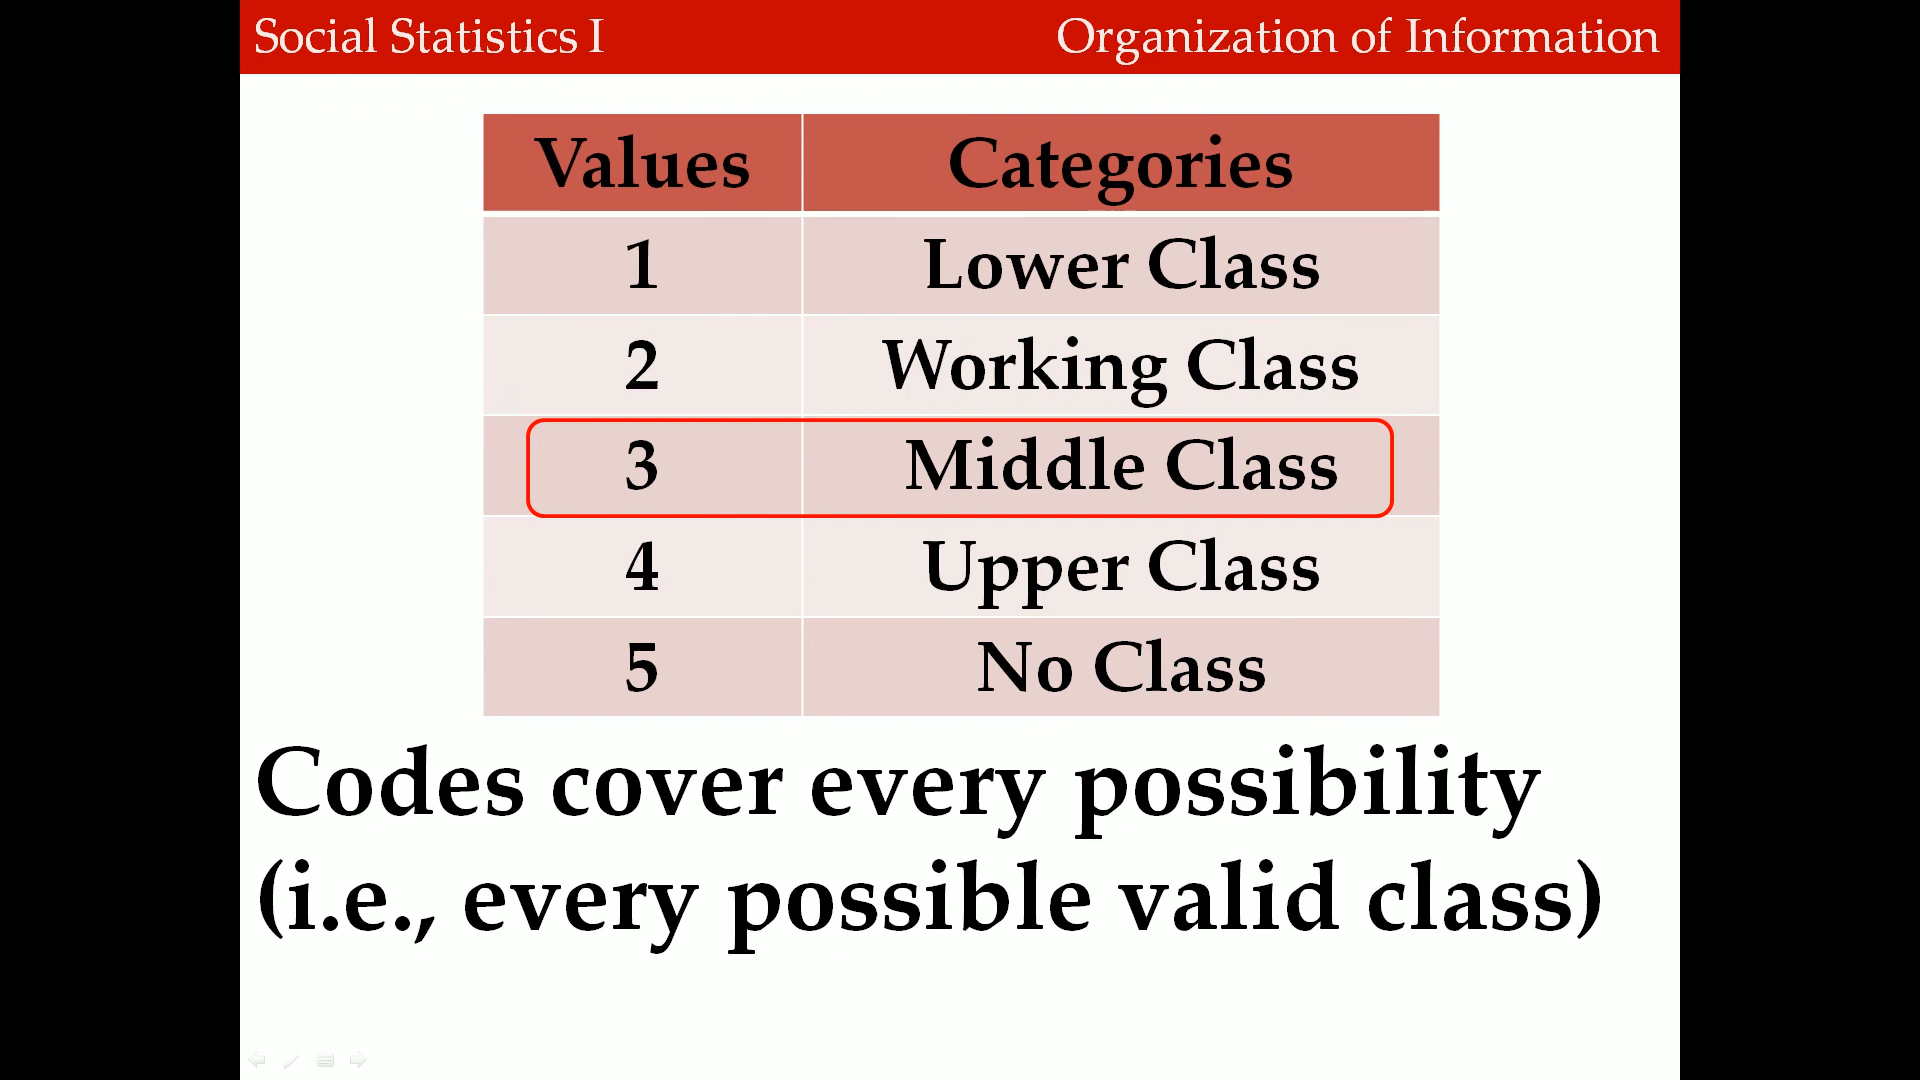 Social Statistics I Organization of Information
Values Categories
1 Lower Class
2 Working Class
3 Middle Class
4 Upper Class
5 No Class
Codes cover every possibility
(i.e., every possible valid class)